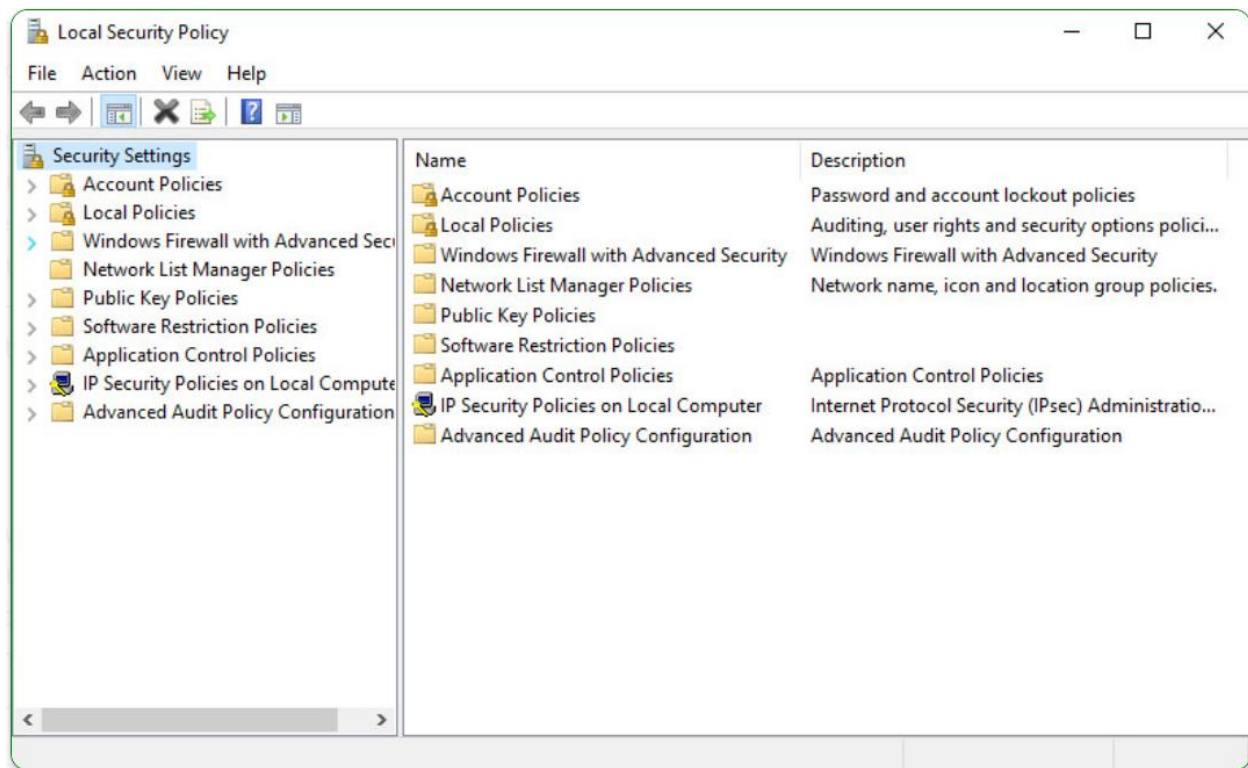 Local Security Policy
File Action View Help
Security Settings
Account Policies
Local Policies
Windows Firewall with Advanced Secu
Network List Manager Policies
Public Key Policies
Software Restriction Policies
Application Control Policies
IP Security Policies on Local Compute
Advanced Audit Policy Configuration
Name Description
Account Policies Password and account lockout policies
Local Policies Auditing, user rights and security options polici...
Windows Firewall with Advanced Security Windows Firewall with Advanced Security
Network List Manager Policies Network name, icon and location group policies.
Public Key Policies
Software Restriction Policies
Application Control Policies Application Control Policies
IP Security Policies on Local Computer Internet Protocol Security (IPsec) Administratio...
Advanced Audit Policy Configuration Advanced Audit Policy Configuration